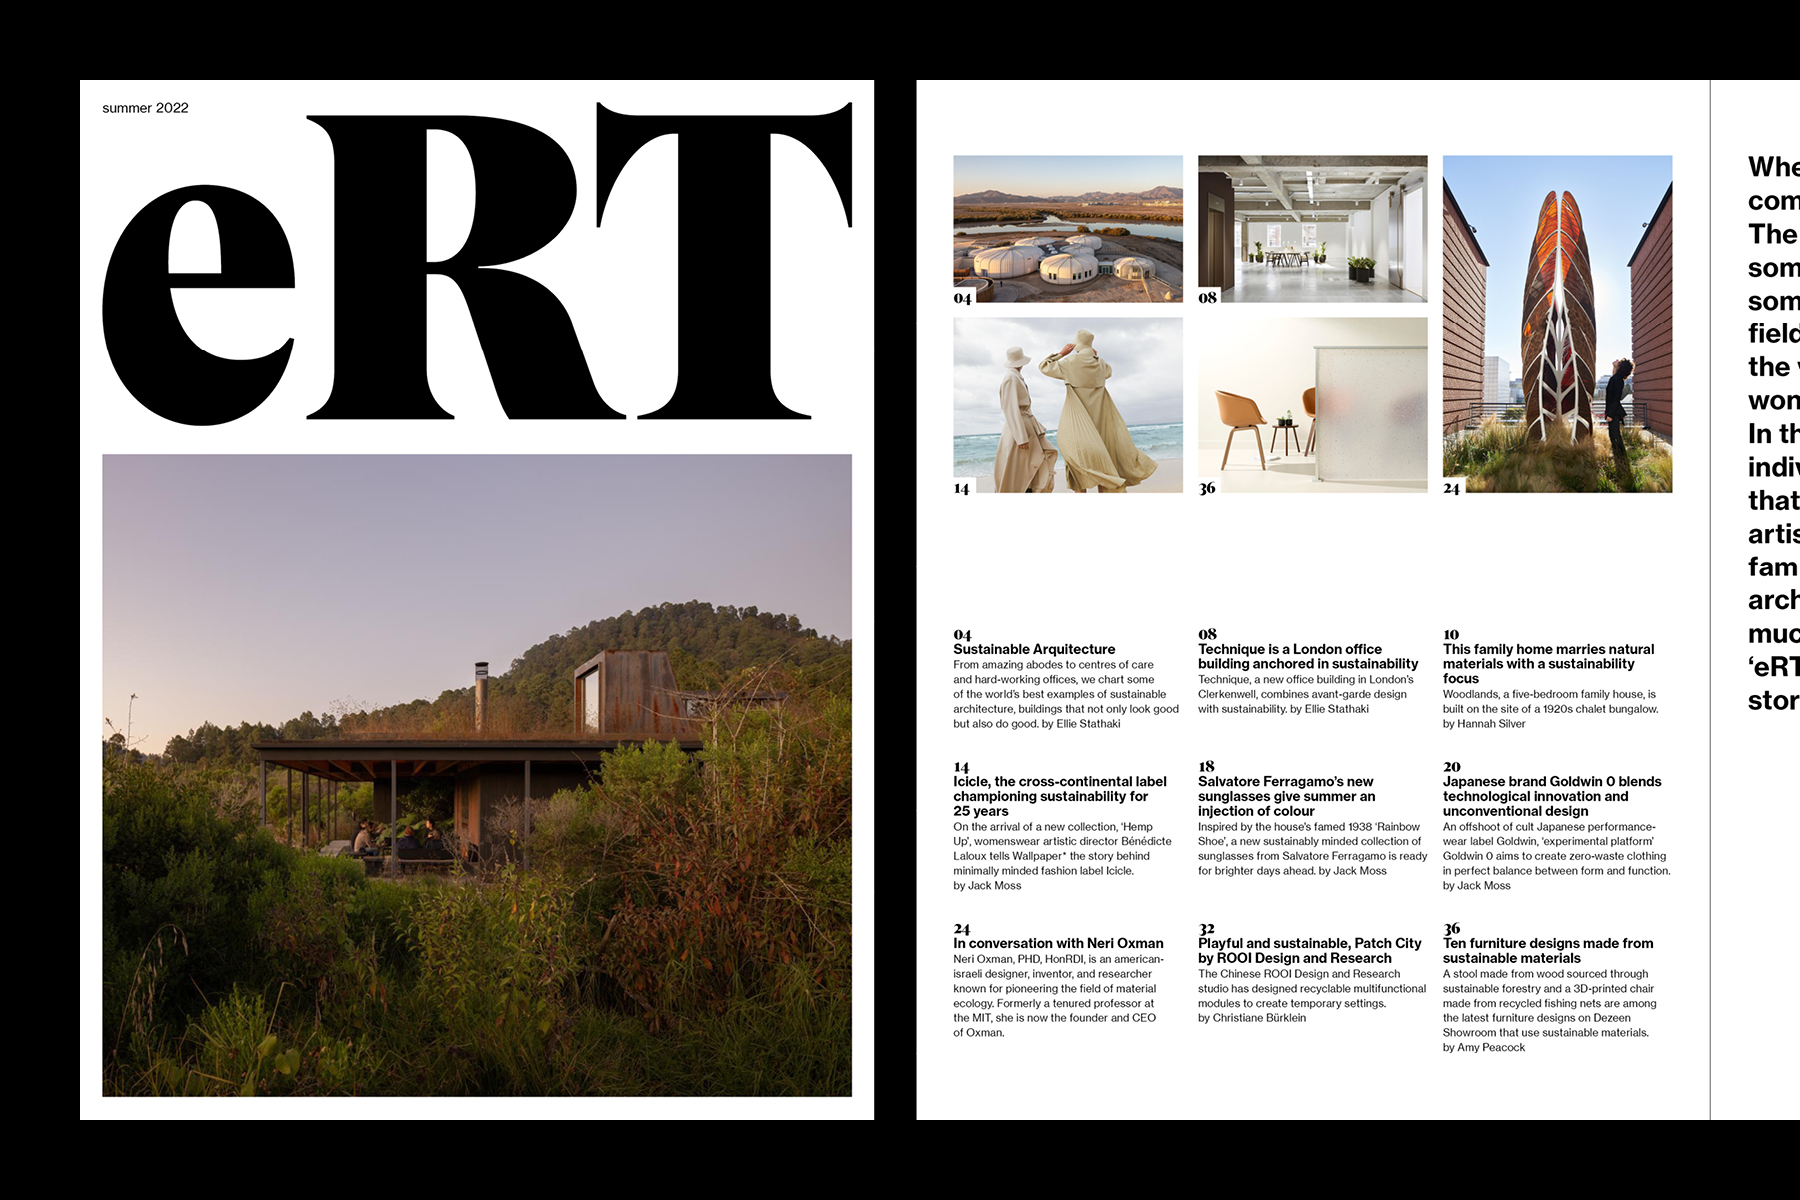 summer 2022
eRT
04
08
14
36
24
04
Sustainable Arquitecture
From amazing abodes to centres of care
and hard-working offices, we chart some
of the world's best examples of sustainable
architecture, buildings that not only look good
but also do good. by Ellie Stathaki
08
Technique is a London office
building anchored in sustainability
Technique, a new office building in London's
Clerkenwell, combines avant-garde design
with sustainability. by Ellie Stathaki
10
This family home marries natural
materials with a sustainability
focus
Woodlands, a five-bedroom family house, is
built on the site of a 1920s chalet bungalow.
by Hannah Silver
14
Icicle, the cross-continental label
championing sustainability for
25 years
On the arrival of a new collection, 'Hemp
Up', womenswear artistic director Bénédicte
Laloux tells Wallpaper* the story behind
minimally minded fashion label Icicle.
by Jack Moss
18
Salvatore Ferragamo's new
sunglasses give summer an
injection of colour
Inspired by the house's famed 1938 'Rainbow
Shoe', a new sustainably minded collection of
sunglasses from Salvatore Ferragamo is ready
for brighter days ahead. by Jack Moss
20
Japanese brand Goldwin 0 blends
technological innovation and
unconventional design
An offshoot of cult Japanese performance-
wear label Goldwin, 'experimental platform'
Goldwin 0 aims to create zero-waste clothing
in perfect balance between form and function.
by Jack Moss
24
In conversation with Neri Oxman
Neri Oxman, PHD, HonRDI, is an american-
israeli designer, inventor, and researcher
known for pioneering the field of material
ecology. Formerly a tenured professor at
the MIT, she is now the founder and CEO
of Oxman.
32
Playful and sustainable, Patch City
by ROOI Design and Research
The Chinese ROOI Design and Research
studio has designed recyclable multifunctional
modules to create temporary settings.
by Christiane Bürklein
36
Ten furniture designs made from
sustainable materials
A stool made from wood sourced through
sustainable forestry and a 3D-printed chair
made from recycled fishing nets are among
the latest furniture designs on Dezeen
Showroom that use sustainable materials.
by Amy Peacock
Whe
com
The
som
som
field
the
won
In th
indiv
that
artis
fam
arch
muc
'eRT
stor